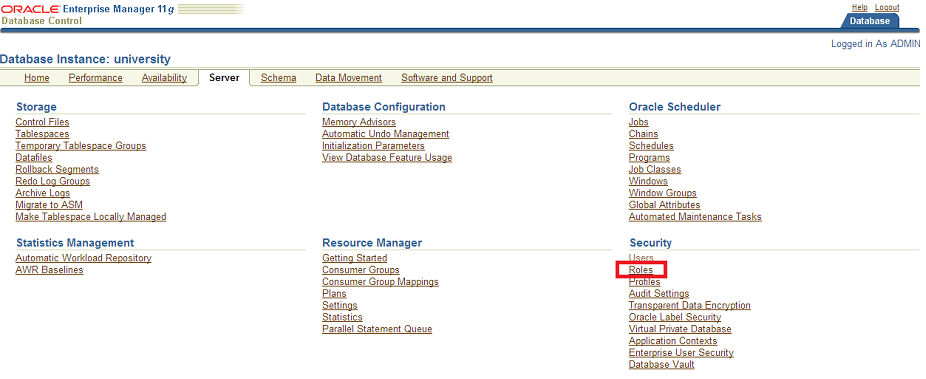 ORACLE Enterprise Manager 11g
Database Control
Help Logout
Database
Logged in As ADMIN
Database Instance: university
Home Performance Availability Server Schema Data Movement Software and Support
Storage
Control Files
Tablespaces
Temporary Tablespace Groups
Datafiles
Rollback Segments
Redo Log Groups
Archive Logs
Migrate to ASM
Make Tablespace Locally Managed
Database Configuration
Memory Advisors
Automatic Undo Management
Initialization Parameters
View Database Feature Usage
Oracle Scheduler
Jobs
Chains
Schedules
Programs
Job Classes
Windows
Window Groups
Global Attributes
Automated Maintenance Tasks
Statistics Management
Automatic Workload Repository
AWR Baselines
Resource Manager
Getting Started
Consumer Groups
Consumer Group Mappings
Plans
Settings
Statistics
Parallel Statement Queue
Security
Users
Roles
Profiles
Audit Settings
Transparent Data Encryption
Oracle Label Security
Virtual Private Database
Application Contexts
Enterprise User Security
Database Vault